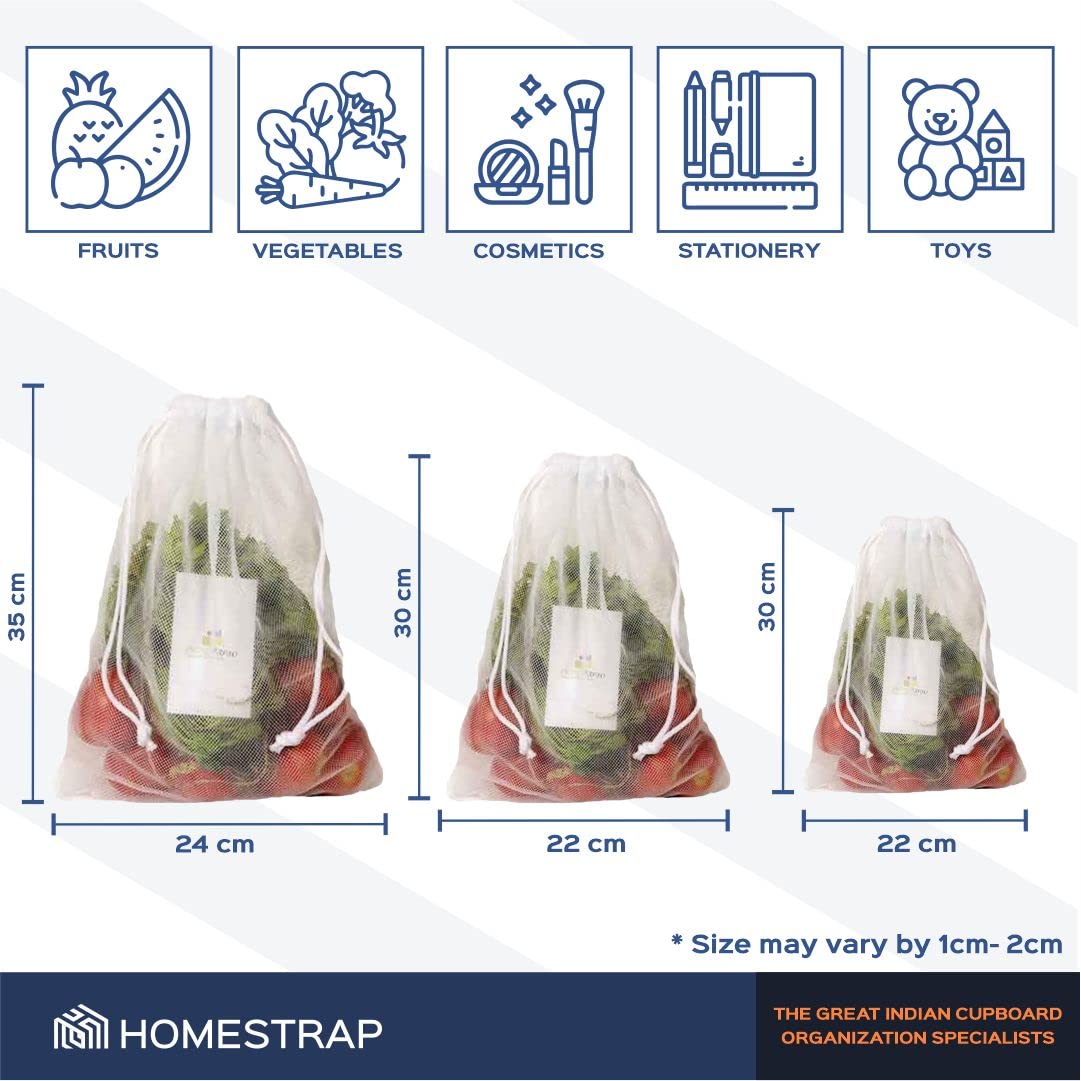 FRUITS
VEGETABLES
COSMETICS
STATIONERY
TOYS
35 cm
30 cm
30 cm
24 cm
22 cm
22 cm
* Size may vary by 1cm- 2cm
HOMESTRAP
THE GREAT INDIAN CUPBOARD
ORGANIZATION SPECIALISTS